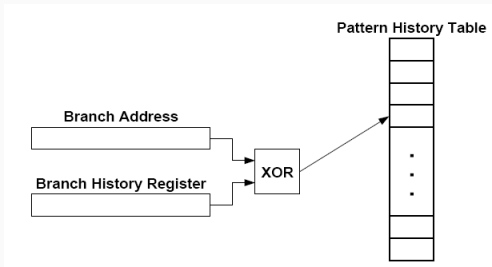 Pattern History Table
Branch Address
XOR
Branch History Register